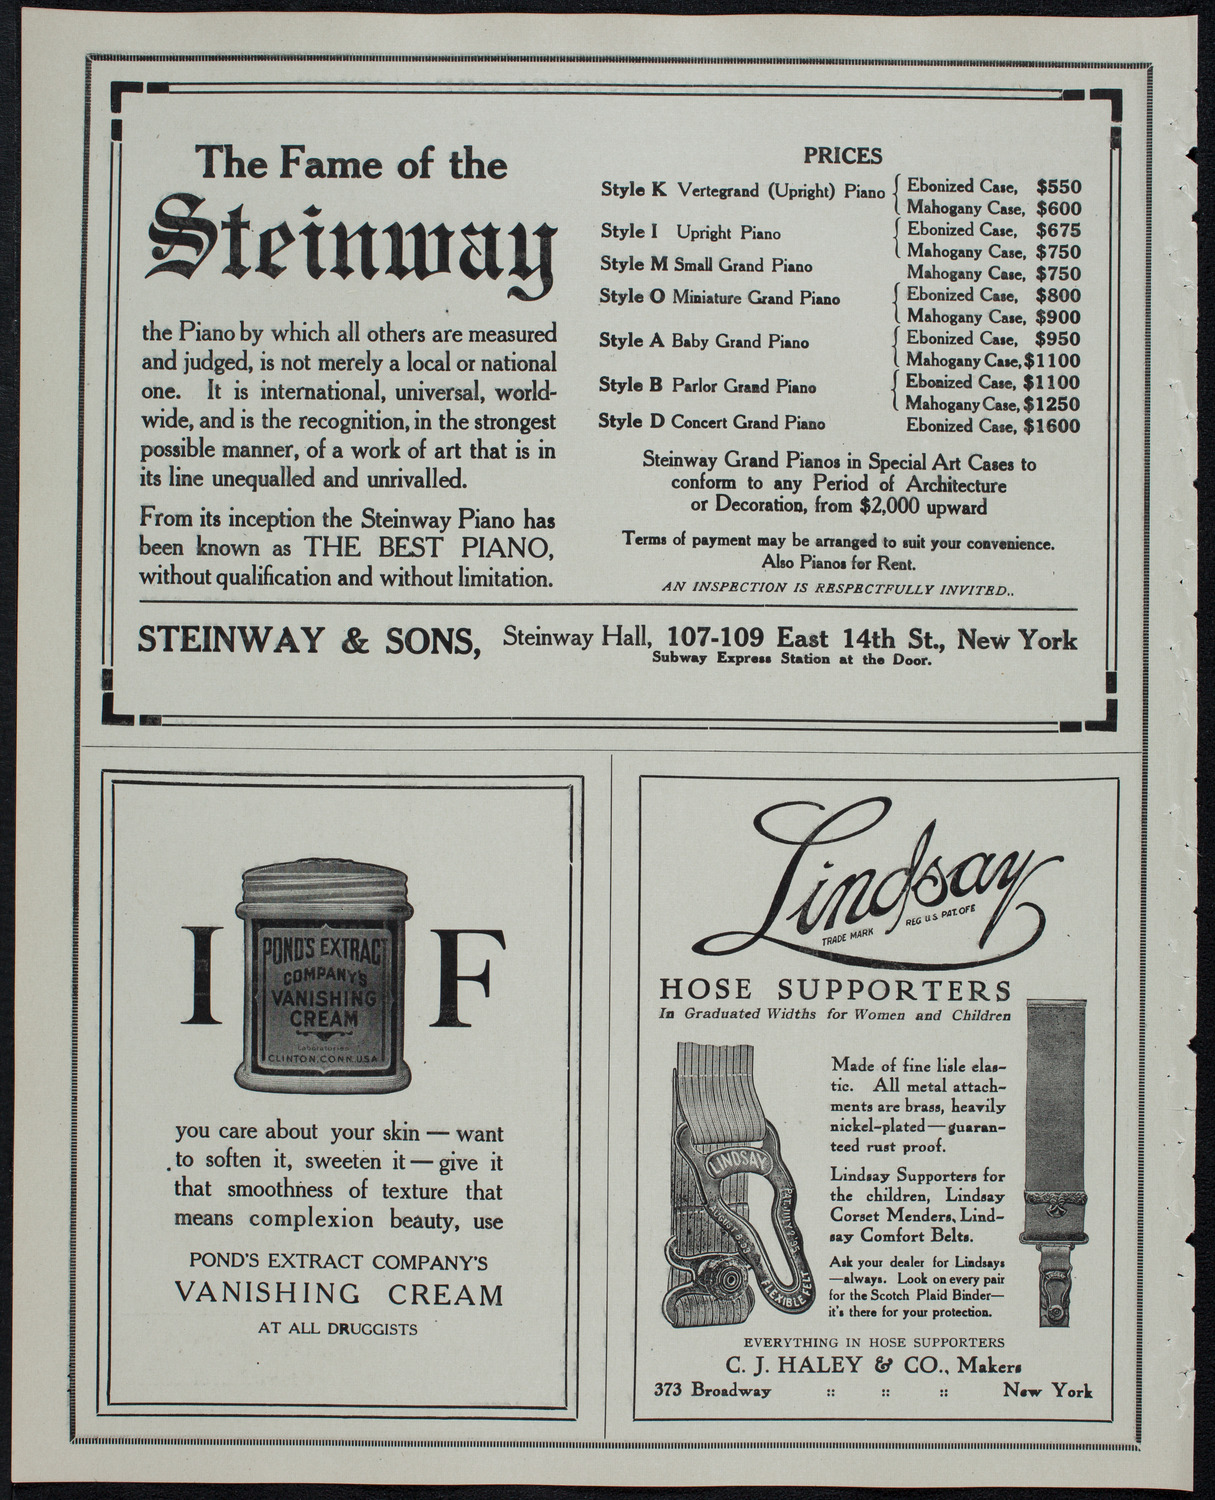 The Fame of the
Steinway
the Piano by which all others are measured
and judged, is not merely a local or national
one. It is international, universal, world-
wide, and is the recognition, in the strongest
possible manner, of a work of art that is in
its line unequalled and unrivalled.
From its inception the Steinway Piano has
been known as THE BEST PIANO,
without qualification and without limitation.
PRICES
Style K Vertegrand (Upright) Piano { Ebonized Case, $550
Mahogany Case, $600
Style I Upright Piano { Ebonized Case, $675
Mahogany Case, $750
Style M Small Grand Piano Mahogany Case, $750
Style O Miniature Grand Piano { Ebonized Case, $800
Mahogany Case, $900
Style A Baby Grand Piano { Ebonized Case, $950
Mahogany Case, $1100
Style B Parlor Grand Piano { Ebonized Case, $1100
Mahogany Case, $1250
Style D Concert Grand Piano Ebonized Case, $1600
Steinway Grand Pianos in Special Art Cases to
conform to any Period of Architecture
or Decoration, from $2,000 upward
Terms of payment may be arranged to suit your convenience.
Also Pianos for Rent.
AN INSPECTION IS RESPECTFULLY INVITED..
STEINWAY & SONS, Steinway Hall, 107-109 East 14th St., New York
Subway Express Station at the Door.
I F
POND'S EXTRACT
COMPANY'S
VANISHING
CREAM
Laboratories
CLINTON, CONN. U.S.A
you care about your skin — want
to soften it, sweeten it — give it
that smoothness of texture that
means complexion beauty, use
POND'S EXTRACT COMPANY'S
VANISHING CREAM
AT ALL DRUGGISTS
Lindsay
TRADE MARK REG U.S. PAT. OFF.
HOSE SUPPORTERS
In Graduated Widths for Women and Children
LINDSAY
FLEXIBLE FELT
Made of fine lisle elas-
tic. All metal attach-
ments are brass, heavily
nickel-plated—guaran-
teed rust proof.
Lindsay Supporters for
the children, Lindsay
Corset Menders, Lind-
say Comfort Belts.
Ask your dealer for Lindsays
—always. Look on every pair
for the Scotch Plaid Binder—
it's there for your protection.
EVERYTHING IN HOSE SUPPORTERS
C. J. HALEY & CO., Makers
373 Broadway :: :: :: New York